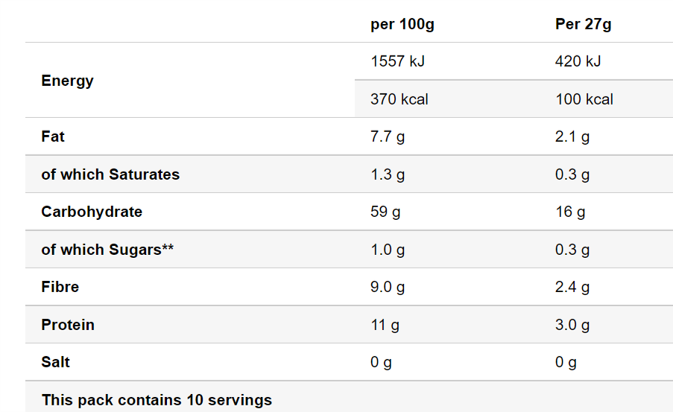 per 100g Per 27g
Energy 1557 kJ 420 kJ
370 kcal 100 kcal
Fat 7.7 g 2.1 g
of which Saturates 1.3 g 0.3 g
Carbohydrate 59 g 16 g
of which Sugars** 1.0 g 0.3 g
Fibre 9.0 g 2.4 g
Protein 11 g 3.0 g
Salt 0 g 0 g
This pack contains 10 servings